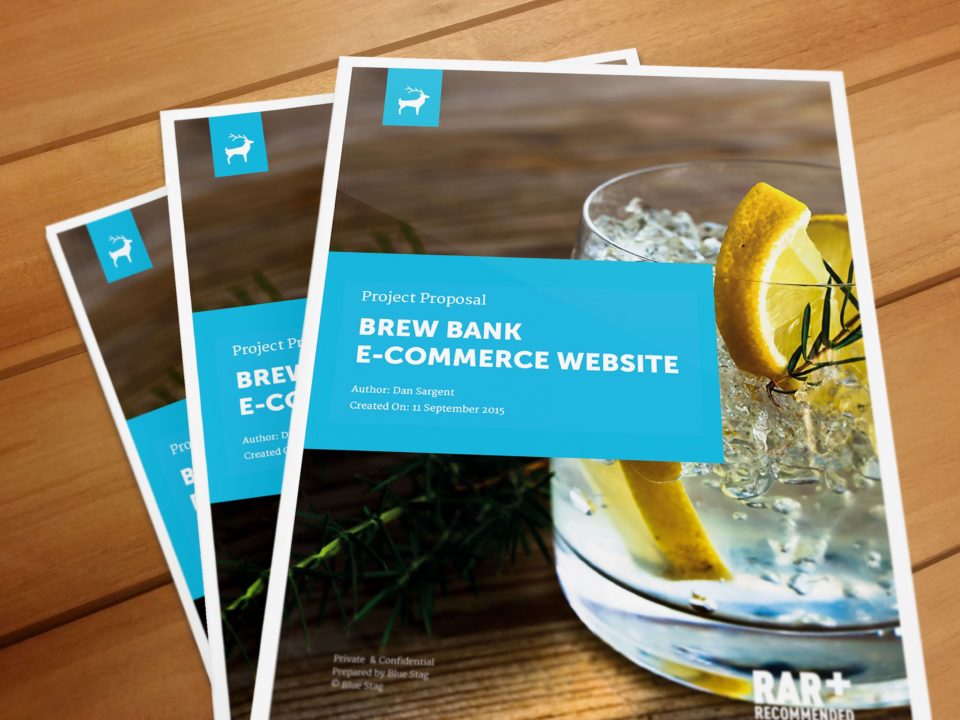 Project Proposal
BREW BANK
E-COMMERCE WEBSITE
Author: Dan Sargent
Created On: 11 September 2015
Private & Confidential
Prepared by Blue Stag
© Blue Stag
RAR+
RECOMMENDED
Project Pro
BREW
E-CO
Author: D
Created
Pro
B